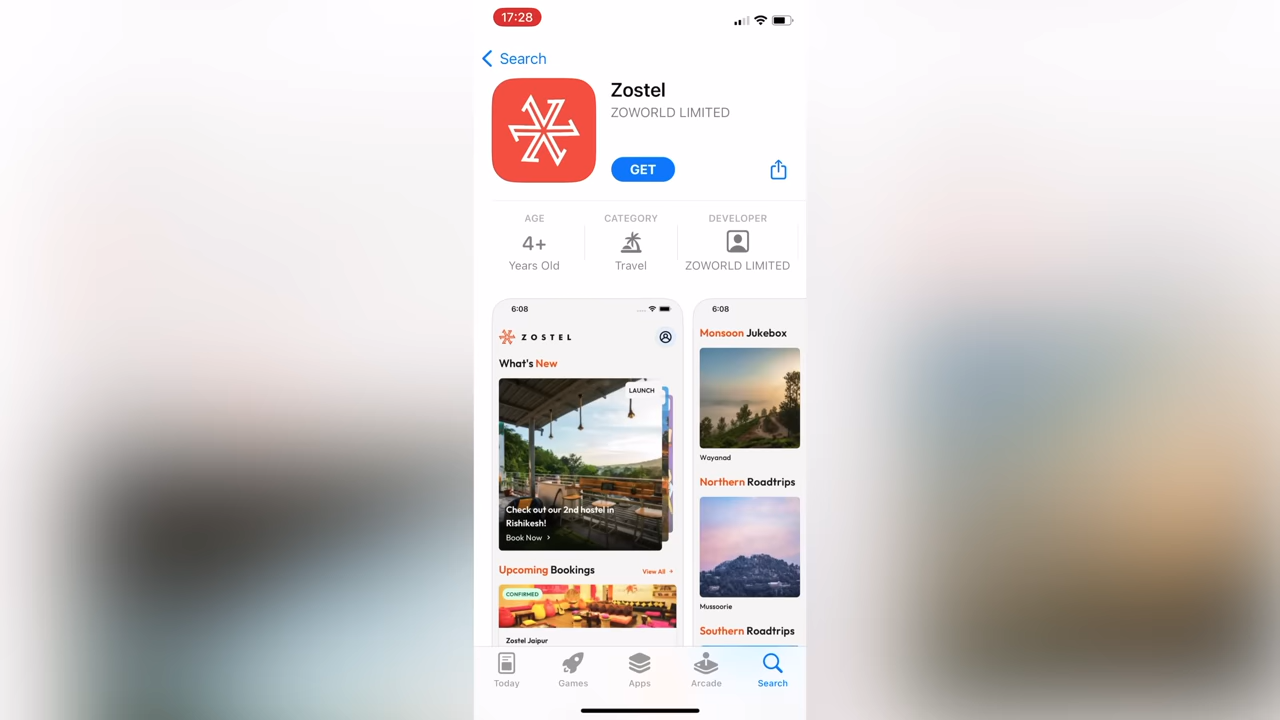 17:28
Search
Zostel
ZOWORLD LIMITED
GET
AGE
4+
Years Old
CATEGORY
Travel
DEVELOPER
ZOWORLD LIMITED
6:08
ZOSTEL
What's New
LAUNCH
Check out our 2nd hostel in
Rishikesh!
Book Now >
Upcoming Bookings
View All
CONFIRMED
Zostel Jaipur
6:08
Monsoon Jukebox
Wayanad
Northern Roadtrips
Mussoorie
Southern Roadtrips
Today
Games
Apps
Arcade
Search